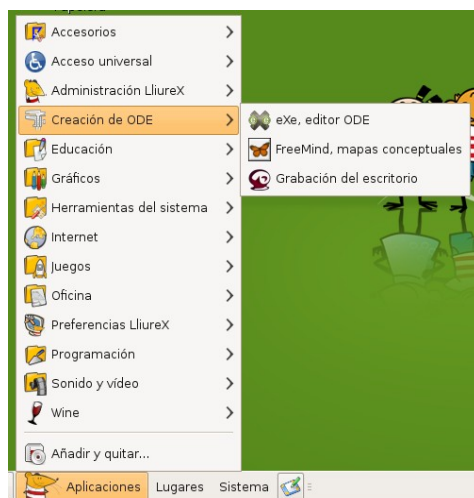 Accesorios
Acceso universal
Administración LliureX
Creación de ODE
eXe, editor ODE
Educación
FreeMind, mapas conceptuales
Gráficos
Grabación del escritorio
Herramientas del sistema
Internet
Juegos
Oficina
Preferencias LliureX
Programación
Sonido y vídeo
Wine
Añadir y quitar...
Aplicaciones Lugares Sistema